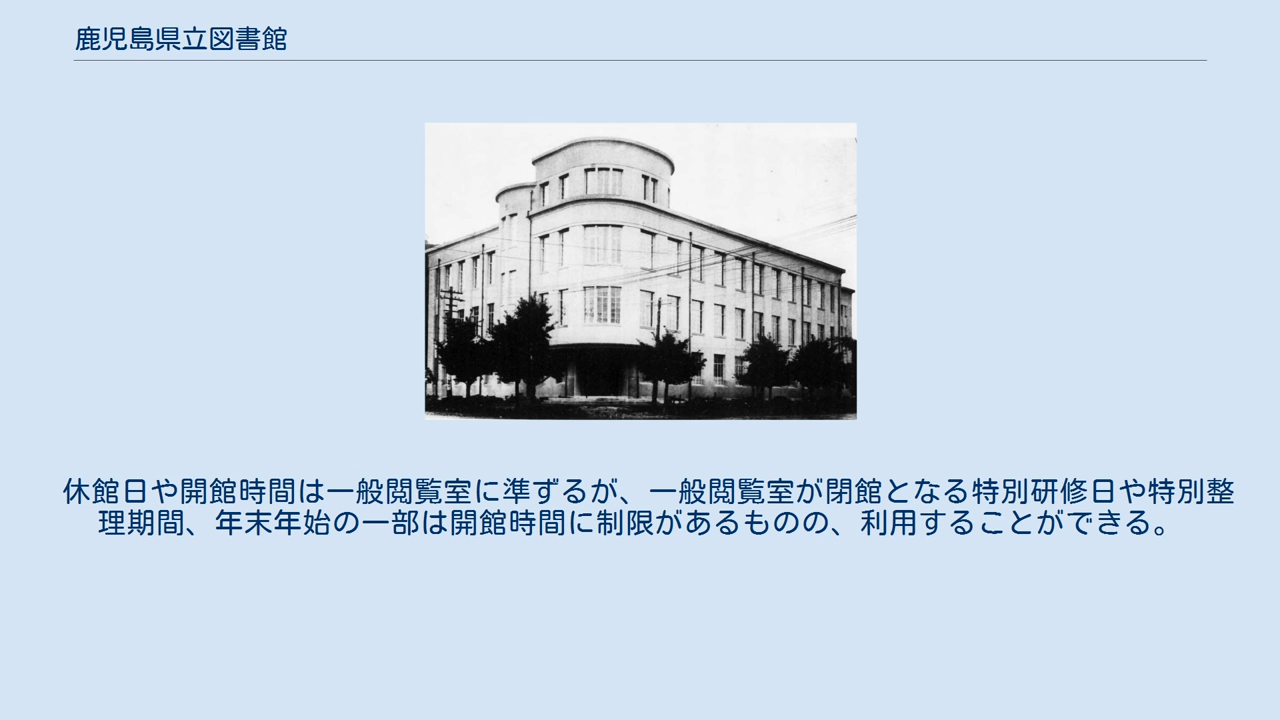 鹿児島県立図書館
休館日や開館時間は一般閲覧室に準ずるが、一般閲覧室が閉館となる特別研修日や特別整
理期間、年末年始の一部は開館時間に制限があるものの、利用することができる。